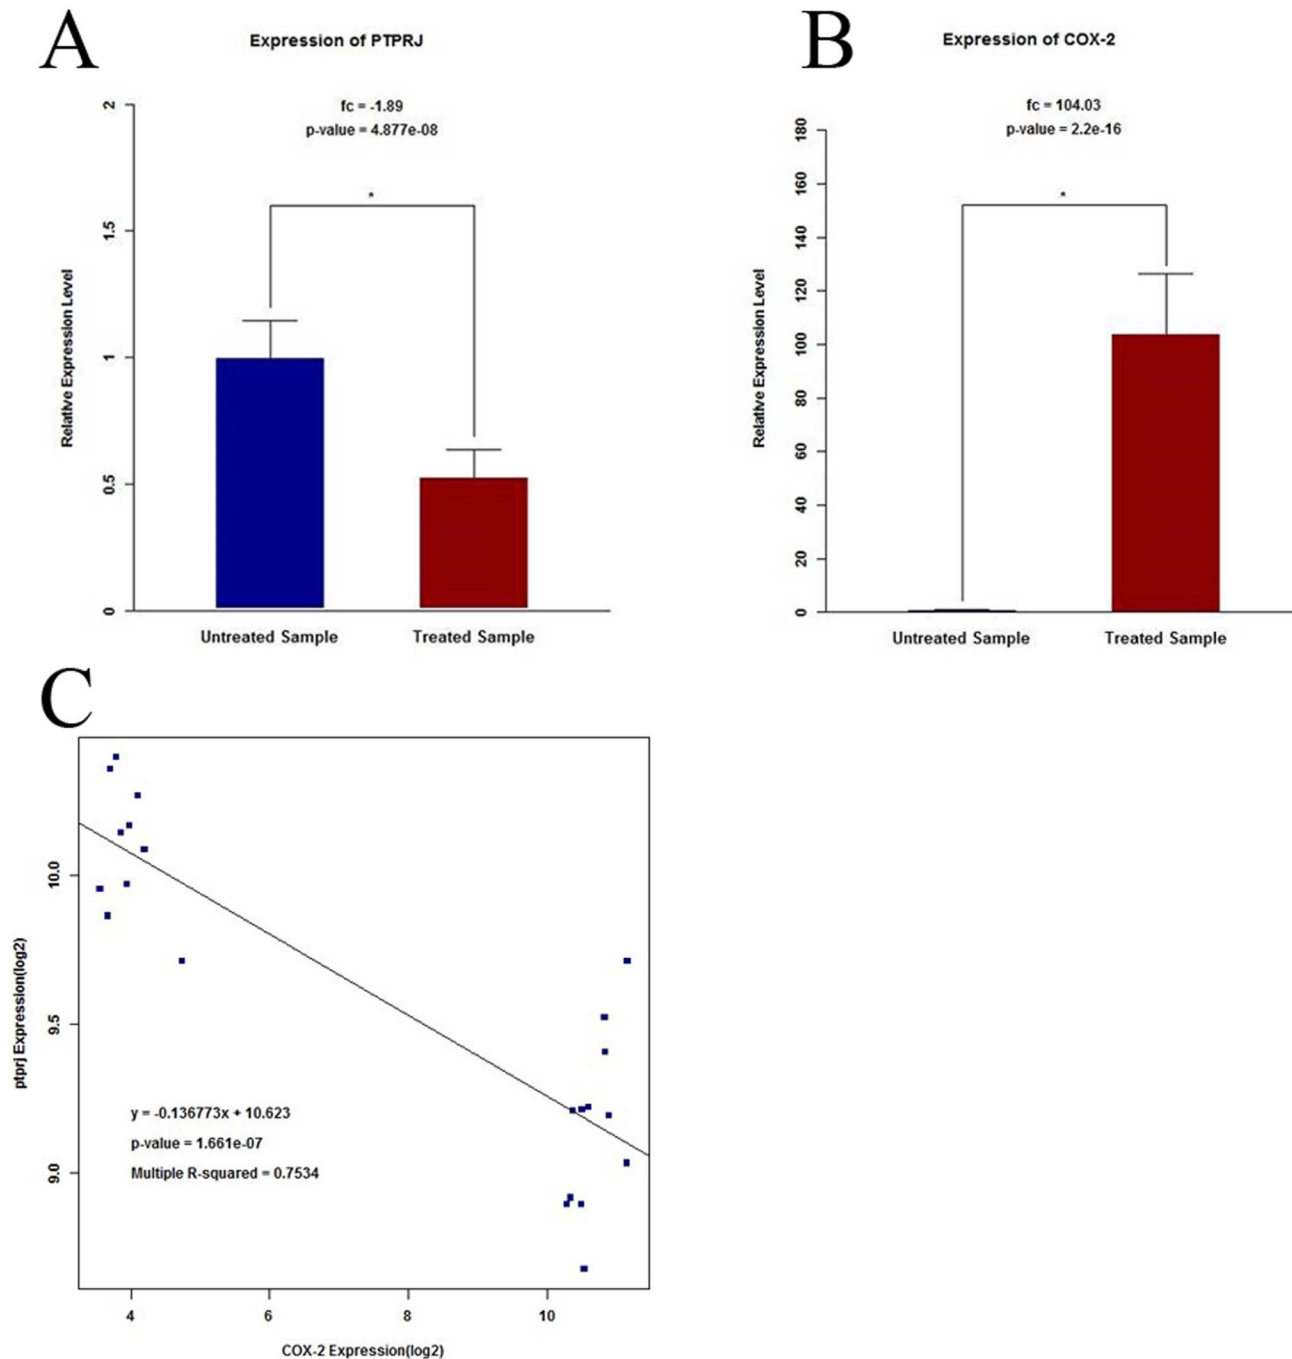 A
Expression of PTPRJ
fc = -1.89
p-value = 4.877e-08
*
2
1.5
1
0.5
0
Relative Expression Level
Untreated Sample
Treated Sample
B
Expression of COX-2
fc = 104.03
p-value = 2.2e-16
*
180
160
140
120
100
80
60
40
20
0
Relative Expression Level
Untreated Sample
Treated Sample
C
10.0
9.5
9.0
ptprj Expression(log2)
y = -0.136773x + 10.623
p-value = 1.661e-07
Multiple R-squared = 0.7534
4
6
8
10
COX-2 Expression(log2)